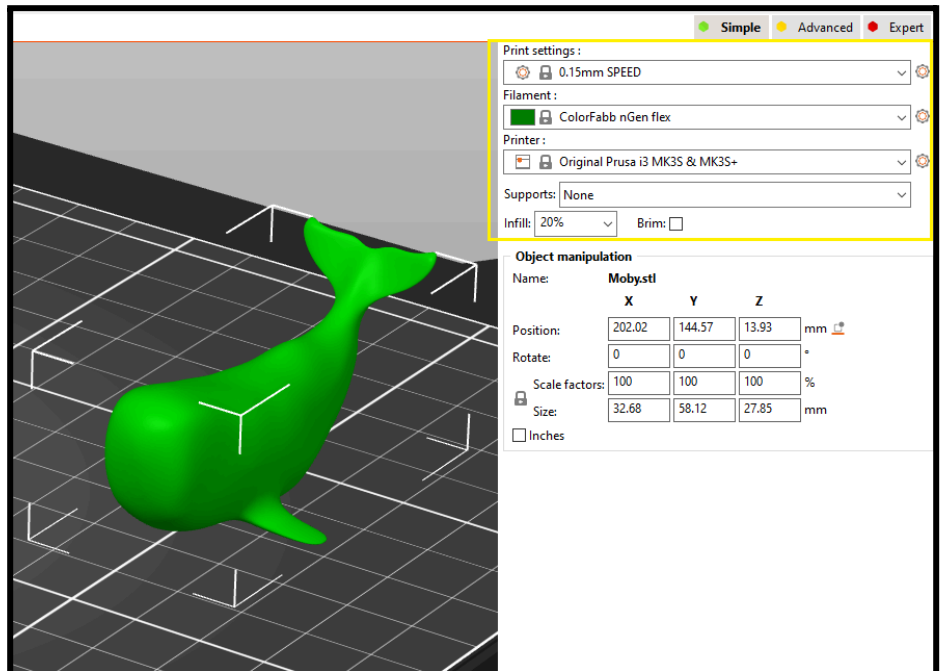 Simple Advanced Expert
Print settings :
0.15mm SPEED
Filament :
ColorFabb nGen flex
Printer :
Original Prusa i3 MK3S & MK3S+
Supports: None
Infill: 20% Brim:
Object manipulation
Name: Moby.stl
X Y Z
Position: 202.02 144.57 13.93 mm
Rotate: 0 0 0 °
Scale factors: 100 100 100 %
Size: 32.68 58.12 27.85 mm
Inches